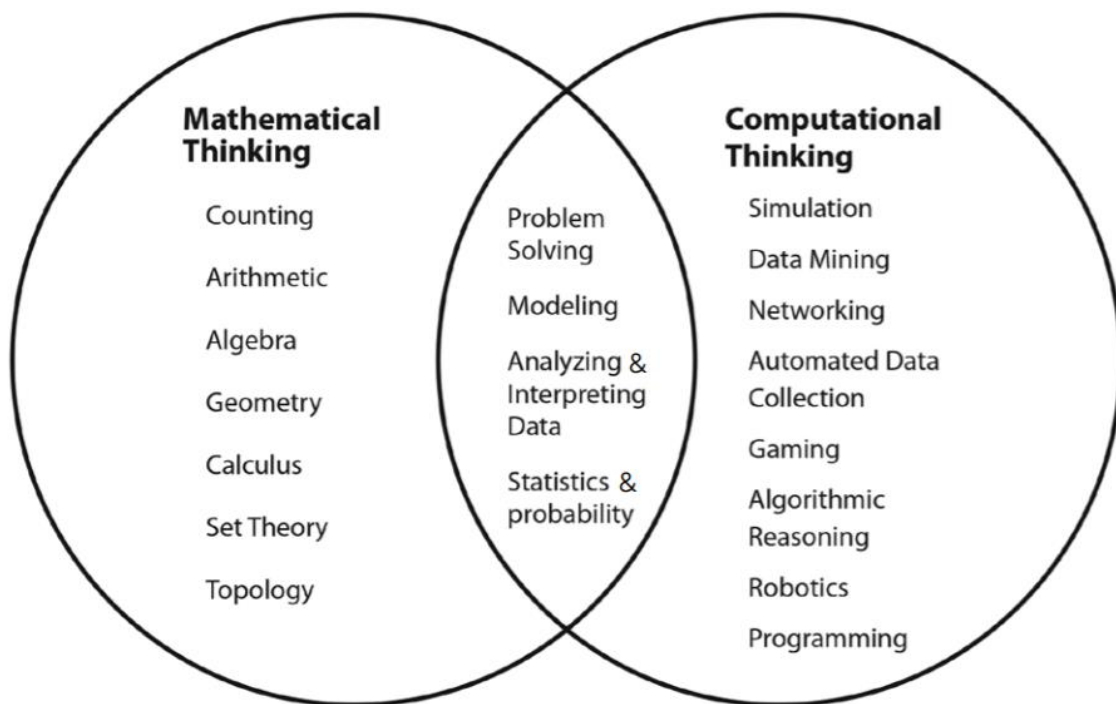 Mathematical
Thinking
Counting
Arithmetic
Algebra
Geometry
Calculus
Set Theory
Topology
Problem
Solving
Modeling
Analyzing &
Interpreting
Data
Statistics &
probability
Computational
Thinking
Simulation
Data Mining
Networking
Automated Data
Collection
Gaming
Algorithmic
Reasoning
Robotics
Programming